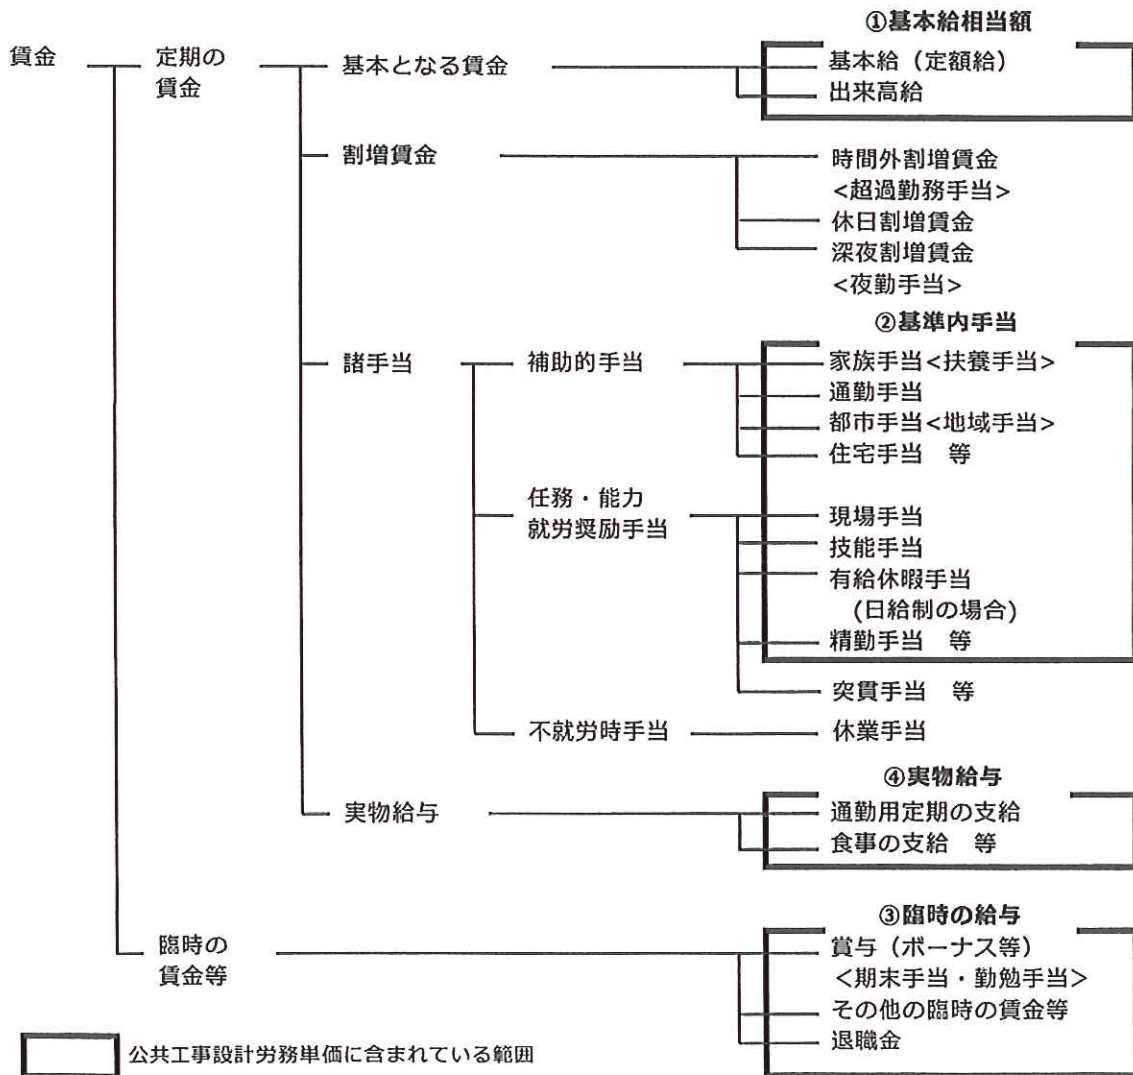 ①基本給相当額
賃金
定期の
賃金
基本となる賃金
基本給（定額給）
出来高給
割増賃金
時間外割増賃金
<超過勤務手当>
休日割増賃金
深夜割増賃金
<夜勤手当>
②基準内手当
諸手当
補助的手当
家族手当<扶養手当>
通勤手当
都市手当<地域手当>
住宅手当　等
任務・能力
就労奨励手当
現場手当
技能手当
有給休暇手当
(日給制の場合)
精勤手当　等
突貫手当　等
不就労時手当
休業手当
④実物給与
実物給与
通勤用定期の支給
食事の支給　等
③臨時の給与
臨時の
賃金等
賞与（ボーナス等）
<期末手当・勤勉手当>
その他の臨時の賃金等
退職金
公共工事設計労務単価に含まれている範囲